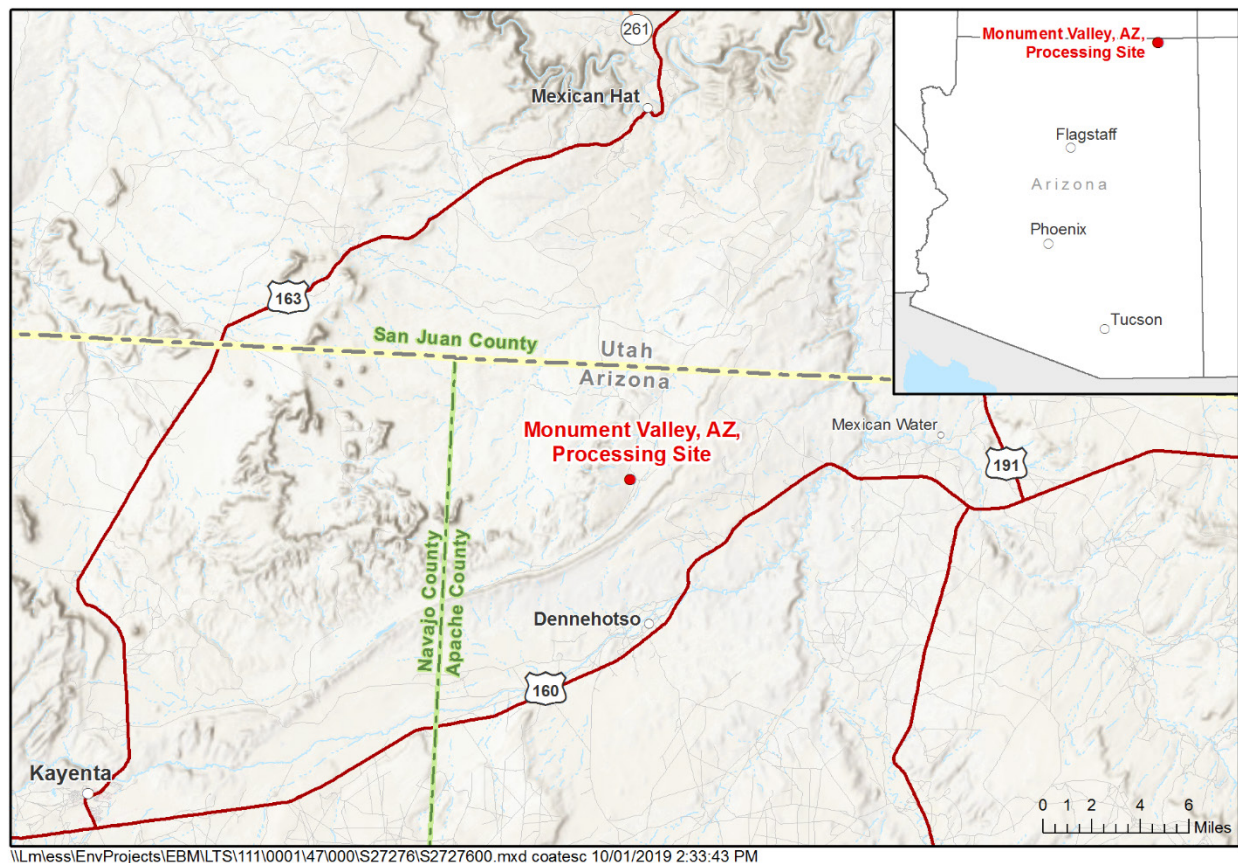 261
Mexican Hat
163
San Juan County
Utah
Arizona
Monument Valley, AZ,
Processing Site
Mexican Water
191
Navajo County
Apache County
Dennehotso
160
Kayenta
0 1 2 4 6
Miles
Monument Valley, AZ,
Processing Site
Flagstaff
Arizona
Phoenix
Tucson
\\Lm\ess\EnvProjects\EBM\LTS\111\0001\47\000\S27276\S2727600.mxd coatesc 10/01/2019 2:33:43 PM